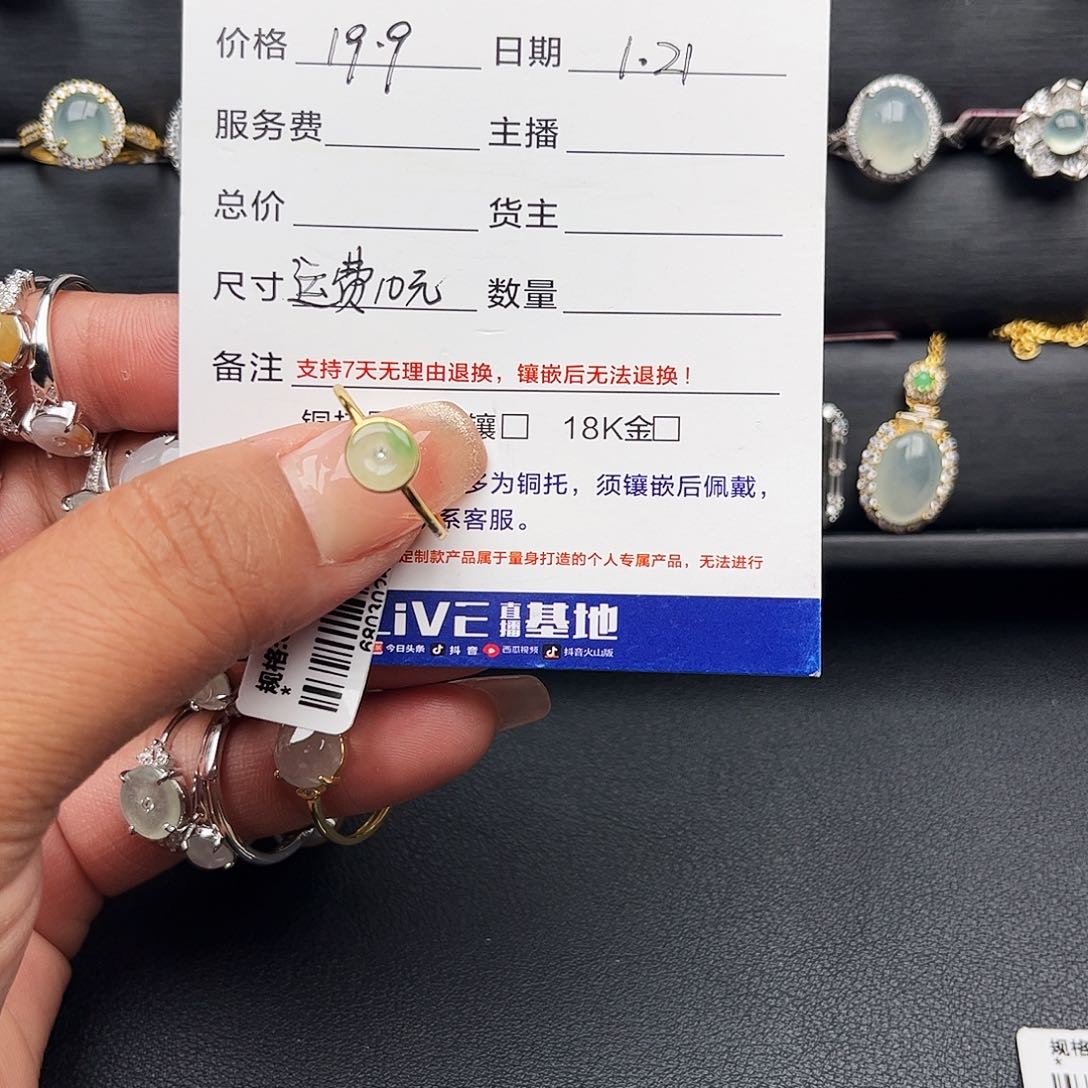 价格 19.9 日期 1.21
服务费 主播
总价 货主
尺寸 运费10元 数量
备注 支持7天无理由退换，镶嵌后无法退换！
镶□ 18K金□
多为铜托，须镶嵌后佩戴，
系客服。
定制款产品属于量身打造的个人专属产品，无法进行
LiVE 直播 基地
今日头条 抖音 西瓜视频 抖音火山版
规格:
*
规格
*